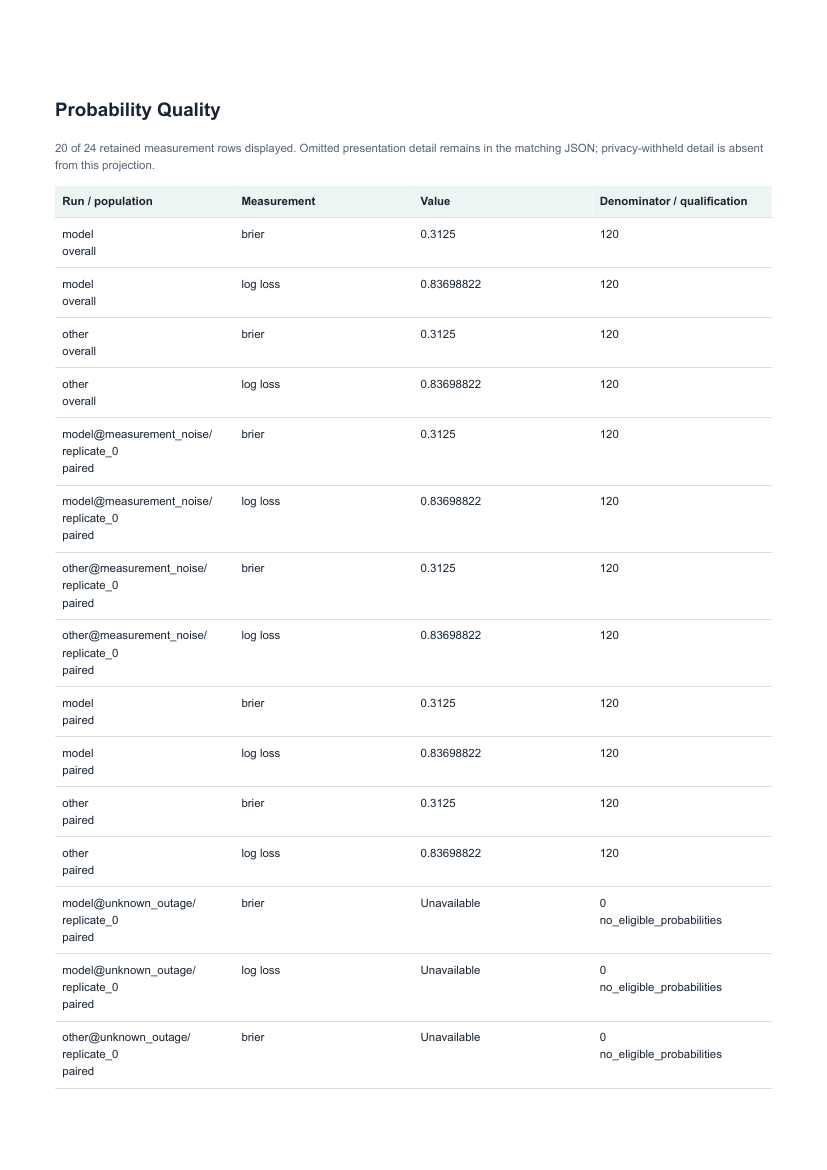 Probability Quality
20 of 24 retained measurement rows displayed. Omitted presentation detail remains in the matching JSON; privacy-withheld detail is absent
from this projection.
Run / population Measurement Value Denominator / qualification
model brier 0.3125 120
overall
model log loss 0.83698822 120
overall
other brier 0.3125 120
overall
other log loss 0.83698822 120
overall
model@measurement_noise/ brier 0.3125 120
replicate_0
paired
model@measurement_noise/ log loss 0.83698822 120
replicate_0
paired
other@measurement_noise/ brier 0.3125 120
replicate_0
paired
other@measurement_noise/ log loss 0.83698822 120
replicate_0
paired
model brier 0.3125 120
paired
model log loss 0.83698822 120
paired
other brier 0.3125 120
paired
other log loss 0.83698822 120
paired
model@unknown_outage/ brier Unavailable 0
replicate_0 no_eligible_probabilities
paired
model@unknown_outage/ log loss Unavailable 0
replicate_0 no_eligible_probabilities
paired
other@unknown_outage/ brier Unavailable 0
replicate_0 no_eligible_probabilities
paired